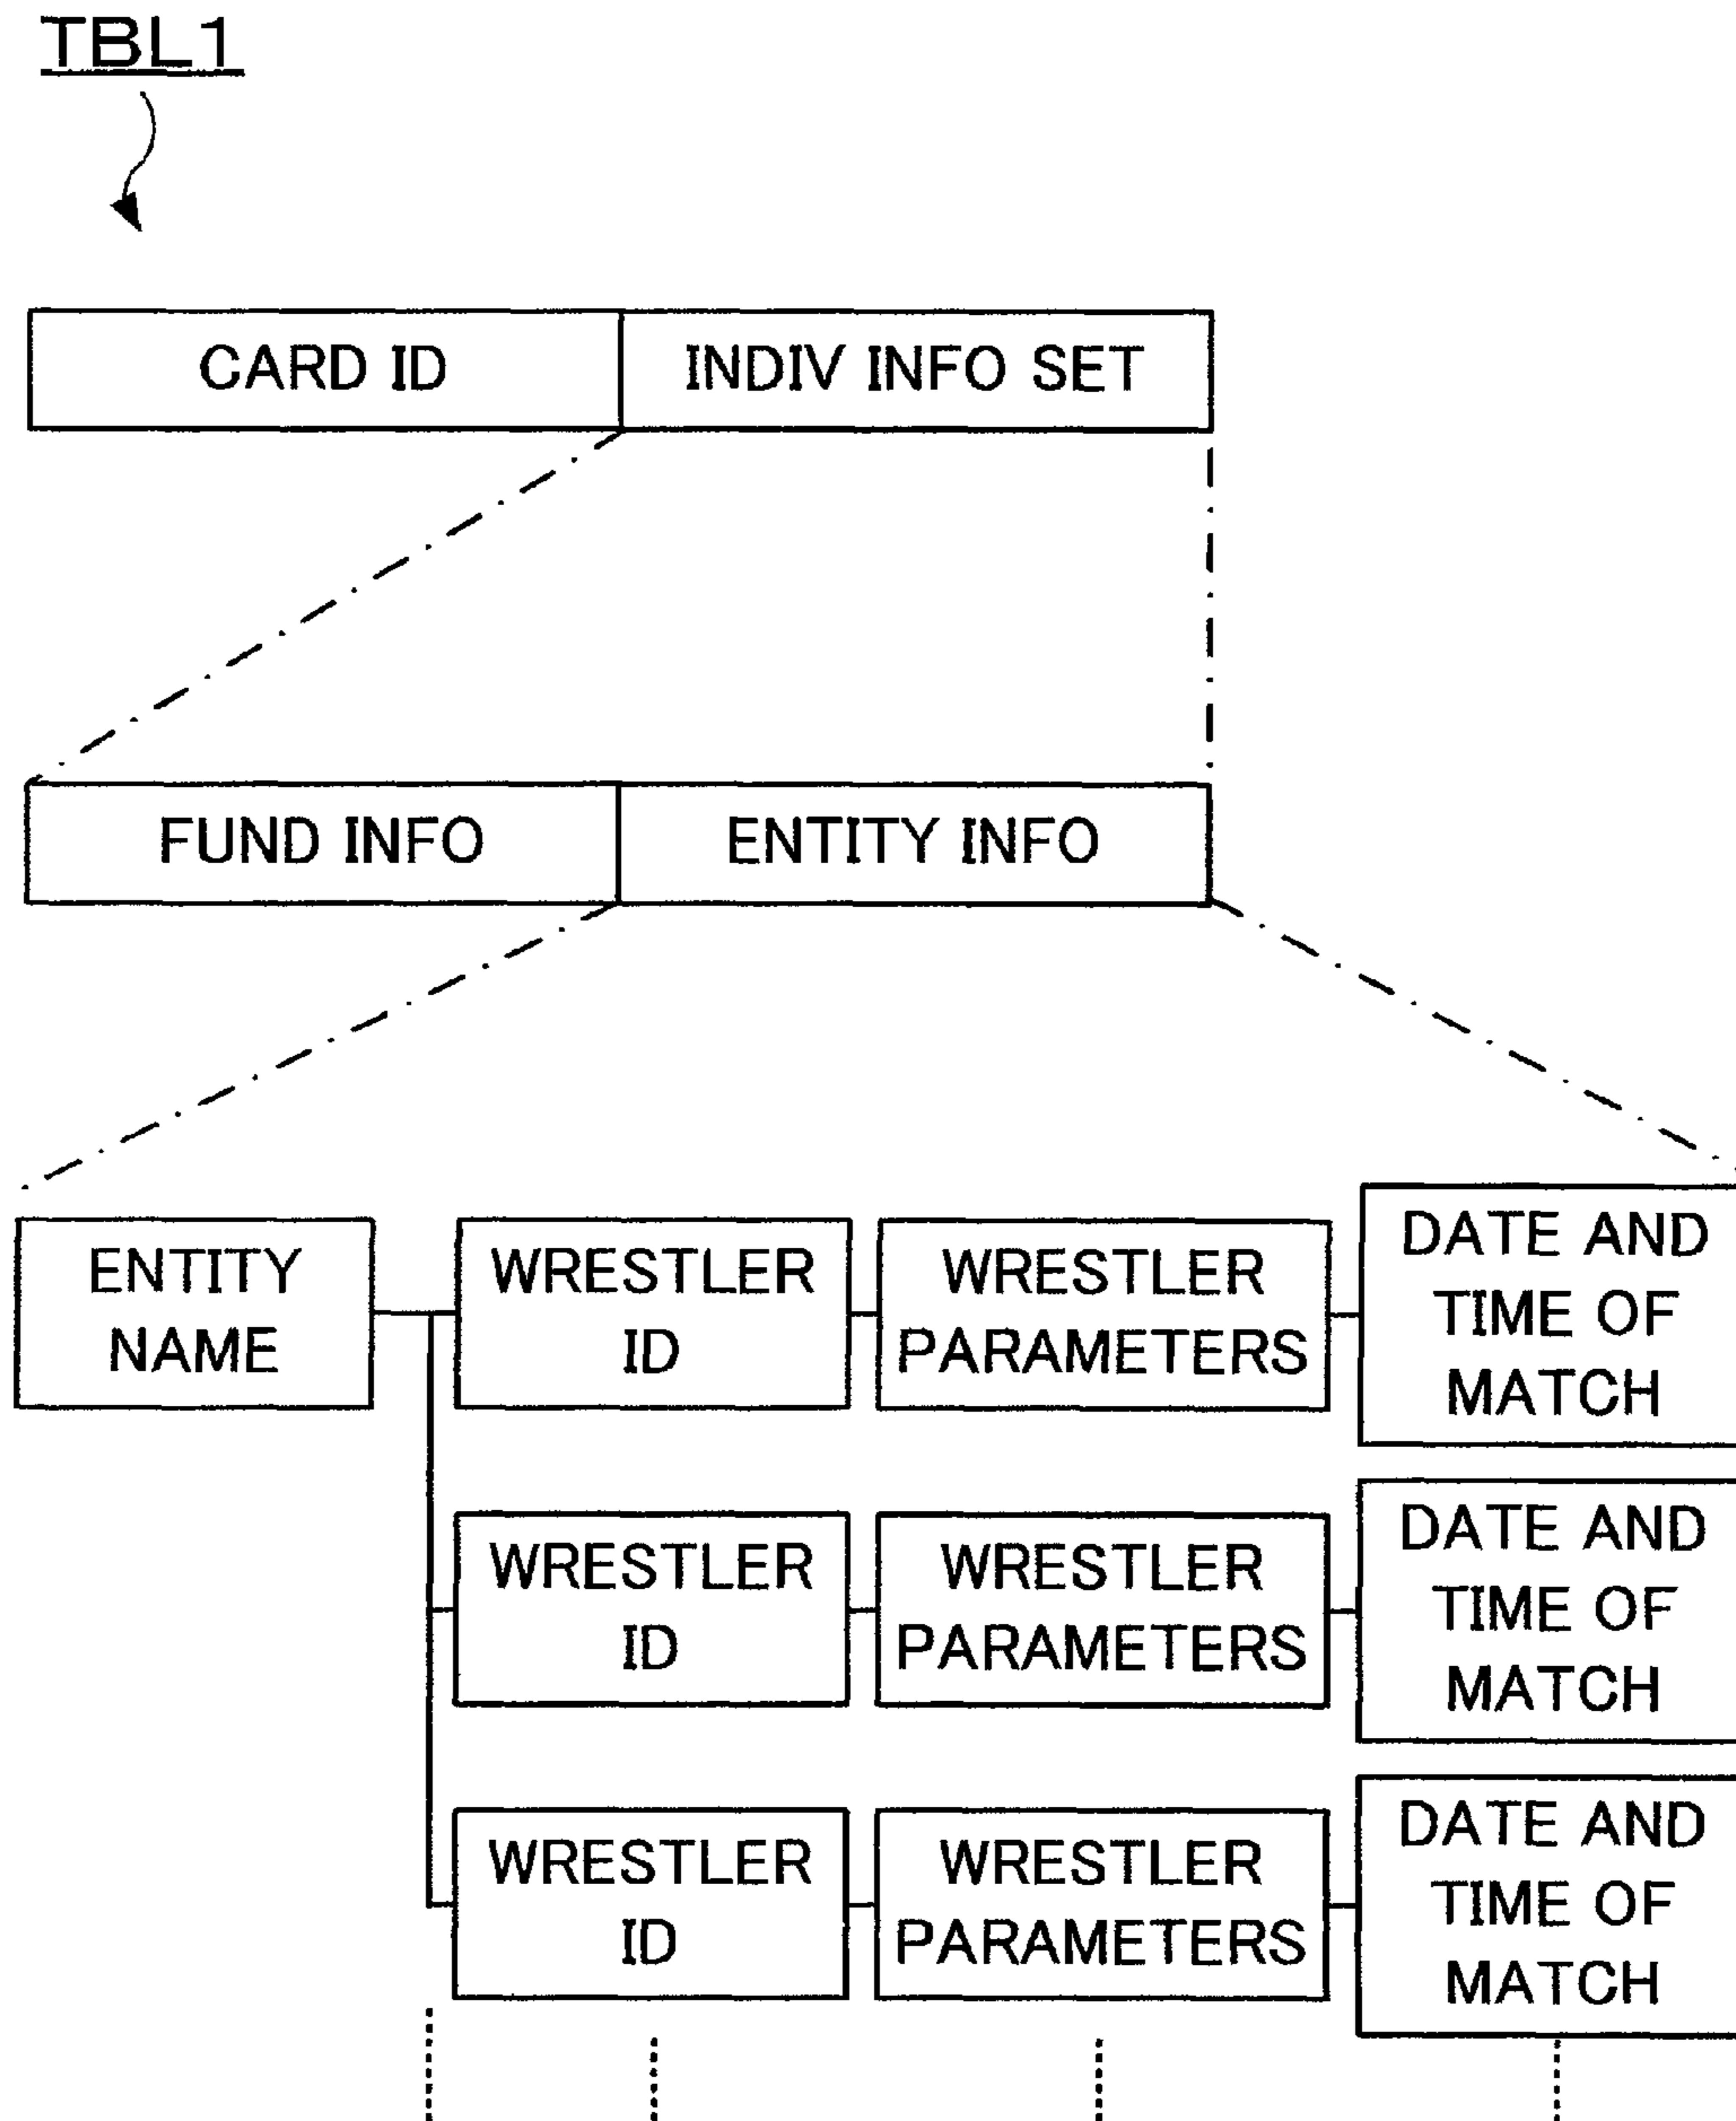 TBL1
CARD ID
INDIV INFO SET
FUND INFO
ENTITY INFO
ENTITY
NAME
WRESTLER
ID
WRESTLER
PARAMETERS
DATE AND
TIME OF
MATCH
WRESTLER
ID
WRESTLER
PARAMETERS
DATE AND
TIME OF
MATCH
WRESTLER
ID
WRESTLER
PARAMETERS
DATE AND
TIME OF
MATCH